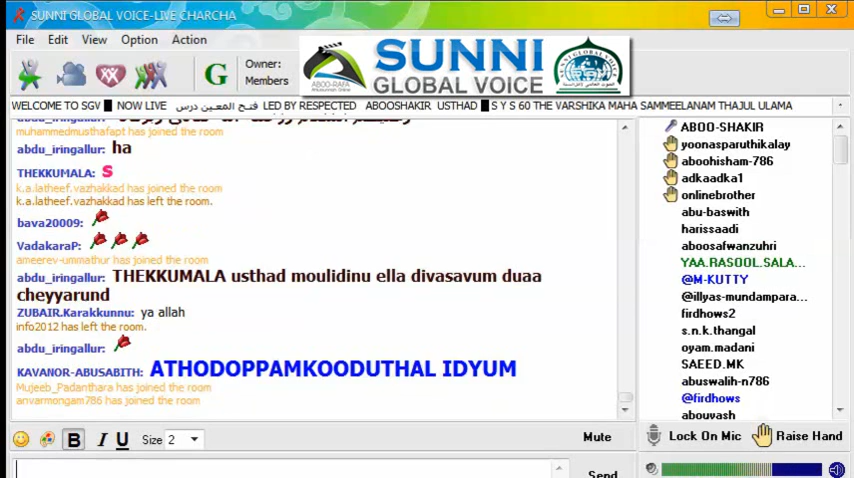 SUNNI GLOBAL VOICE-LIVE CHARCHA
File Edit View Option Action
G
Owner:
Members
ABOO-RAFA
SUNNI
GLOBAL VOICE
WELCOME TO SGV NOW LIVE فتح المعين درس LED BY RESPECTED ABOOSHAKIR USTHAD S Y S 60 THE VARSHIKA MAHA SAMMEELANAM THAJUL ULAMA
muhammedmusthafapt has joined the room
abdu_iringallur: ha
THEKKUMALA: S
k.a.latheef.vazhakkad has joined the room
k.a.latheef.vazhakkad has left the room.
bava20009:
VadakaraP:
ameerev-ummathur has joined the room
abdu_iringallur: THEKKUMALA usthad moulidinu ella divasavum duaa
cheyyarund
ZUBAIR.Karakkunnu: ya allah
info2012 has left the room.
abdu_iringallur:
KAVANOR-ABUSABITH: ATHODOPPAMKOODUTHAL IDYUM
Mujeeb_Padanthara has joined the room
anvarmongam786 has joined the room
ABOO-SHAKIR
yoonasparuthikalay
aboohisham-786
adkaadka1
onlinebrother
abu-baswith
harissaadi
aboosafwanzuhri
YAA.RASOOL.SALA...
@M-KUTTY
@illyas-mundampara...
firdhows2
s.n.k.thangal
oyam.madani
SAEED.MK
abuswalih-n786
@firdhows
abouyash
B I U Size 2
Mute
Lock On Mic
Raise Hand
Send